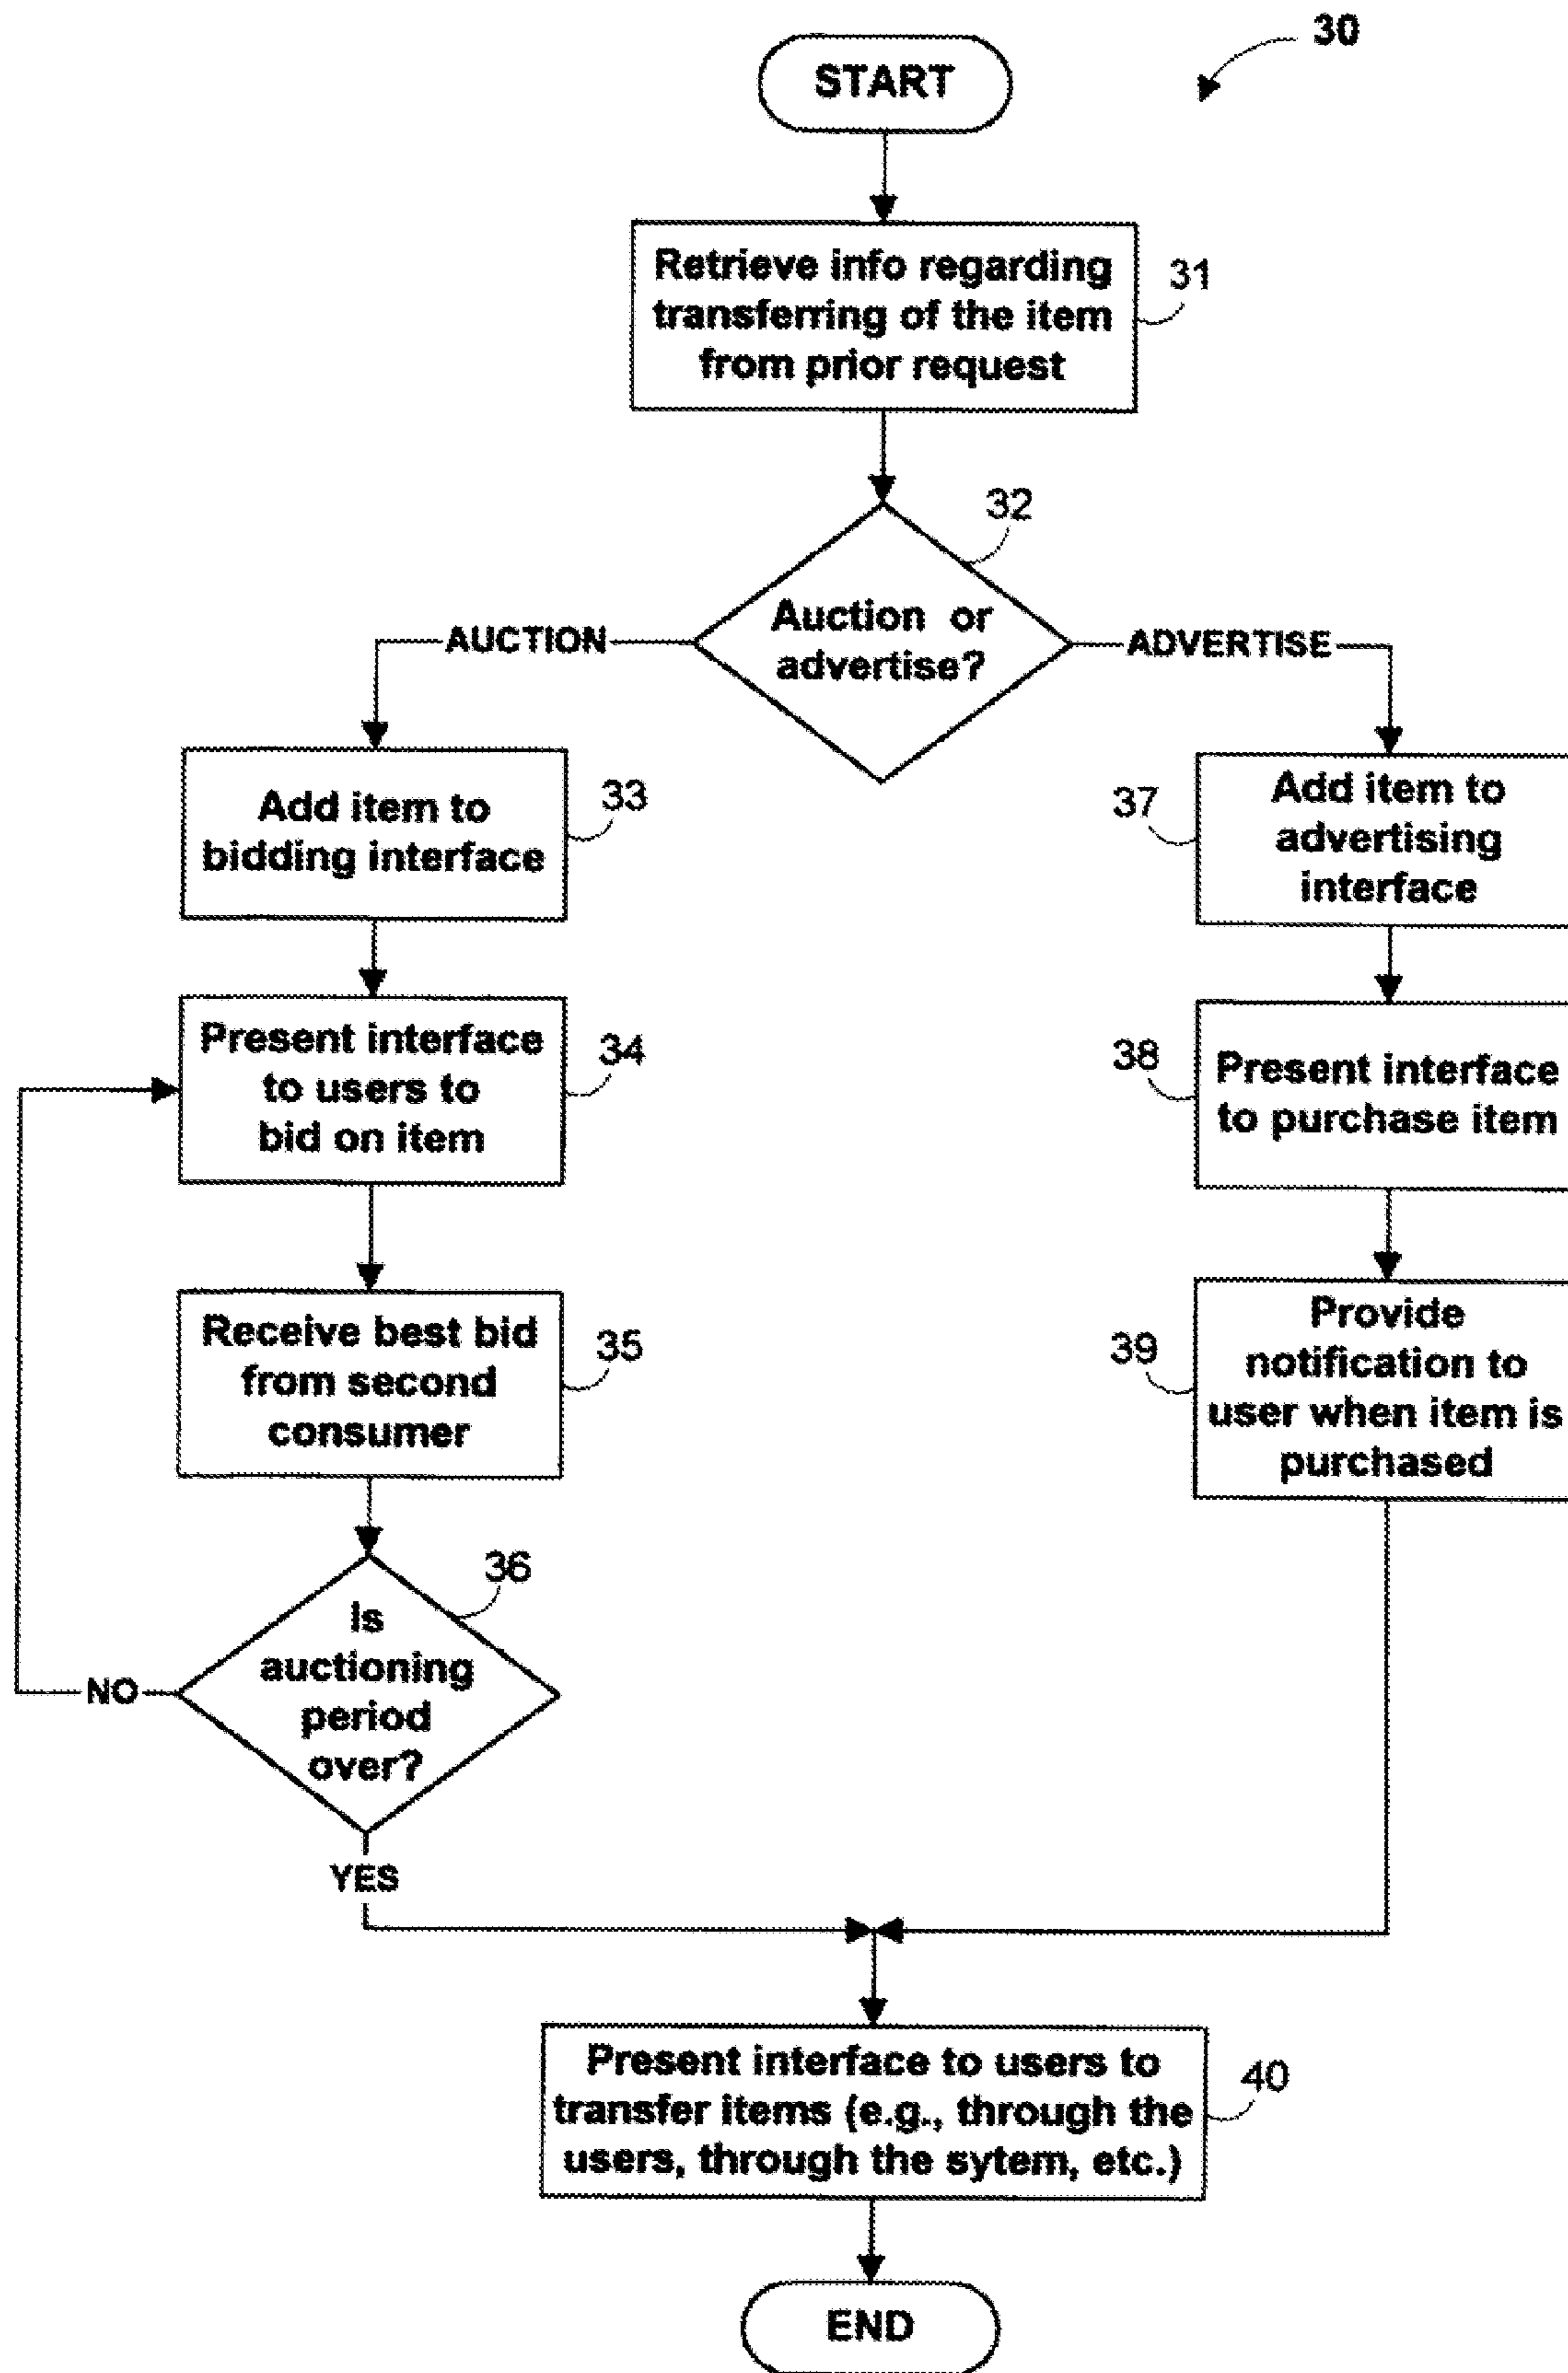 30
START
Retrieve info regarding
transferring of the item
from prior request
31
32
Auction or
advertise?
AUCTION
ADVERTISE
Add item to
bidding interface
33
Present interface
to users to
bid on item
34
Receive best bid
from second
consumer
35
36
Is
auctioning
period
over?
NO
YES
37
Add item to
advertising
interface
38
Present interface
to purchase item
39
Provide
notification to
user when item is
purchased
Present interface to users to
transfer items (e.g., through the
users, through the sytem, etc.)
40
END